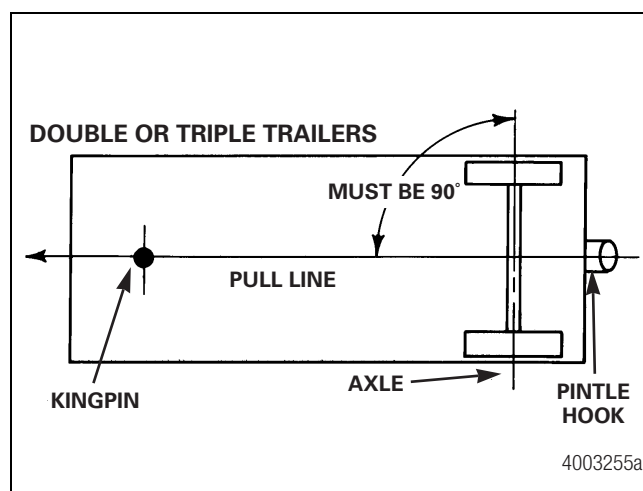 DOUBLE OR TRIPLE TRAILERS
MUST BE 90°
PULL LINE
KINGPIN
AXLE
PINTLE
HOOK
4003255a